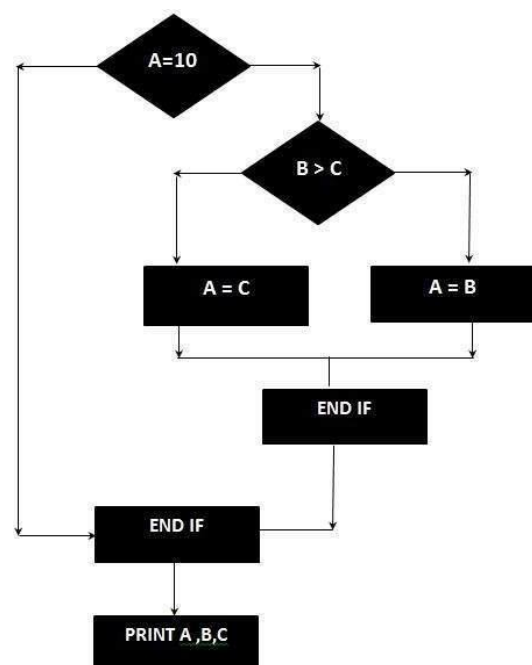 A=10
B > C
A = C
A = B
END IF
END IF
PRINT A ,B,C